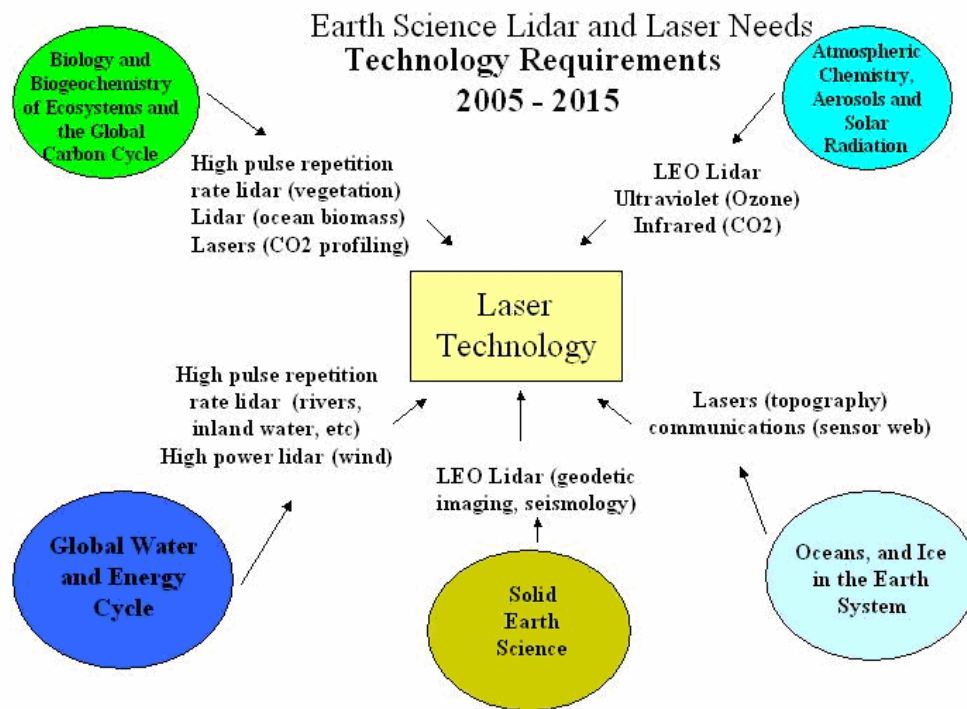 Earth Science Lidar and Laser Needs
Technology Requirements
2005 - 2015
Biology and
Biogeochemistry
of Ecosystems and
the Global
Carbon Cycle
High pulse repetition
rate lidar (vegetation)
Lidar (ocean biomass)
Lasers (CO2 profiling)
Atmospheric
Chemistry,
Aerosols and
Solar
Radiation
LEO Lidar
Ultraviolet (Ozone)
Infrared (CO2)
Laser
Technology
High pulse repetition
rate lidar (rivers,
inland water, etc)
High power lidar (wind)
Global Water
and Energy
Cycle
LEO Lidar (geodetic
imaging, seismology)
Solid
Earth
Science
Lasers (topography)
communications (sensor web)
Oceans, and Ice
in the Earth
System